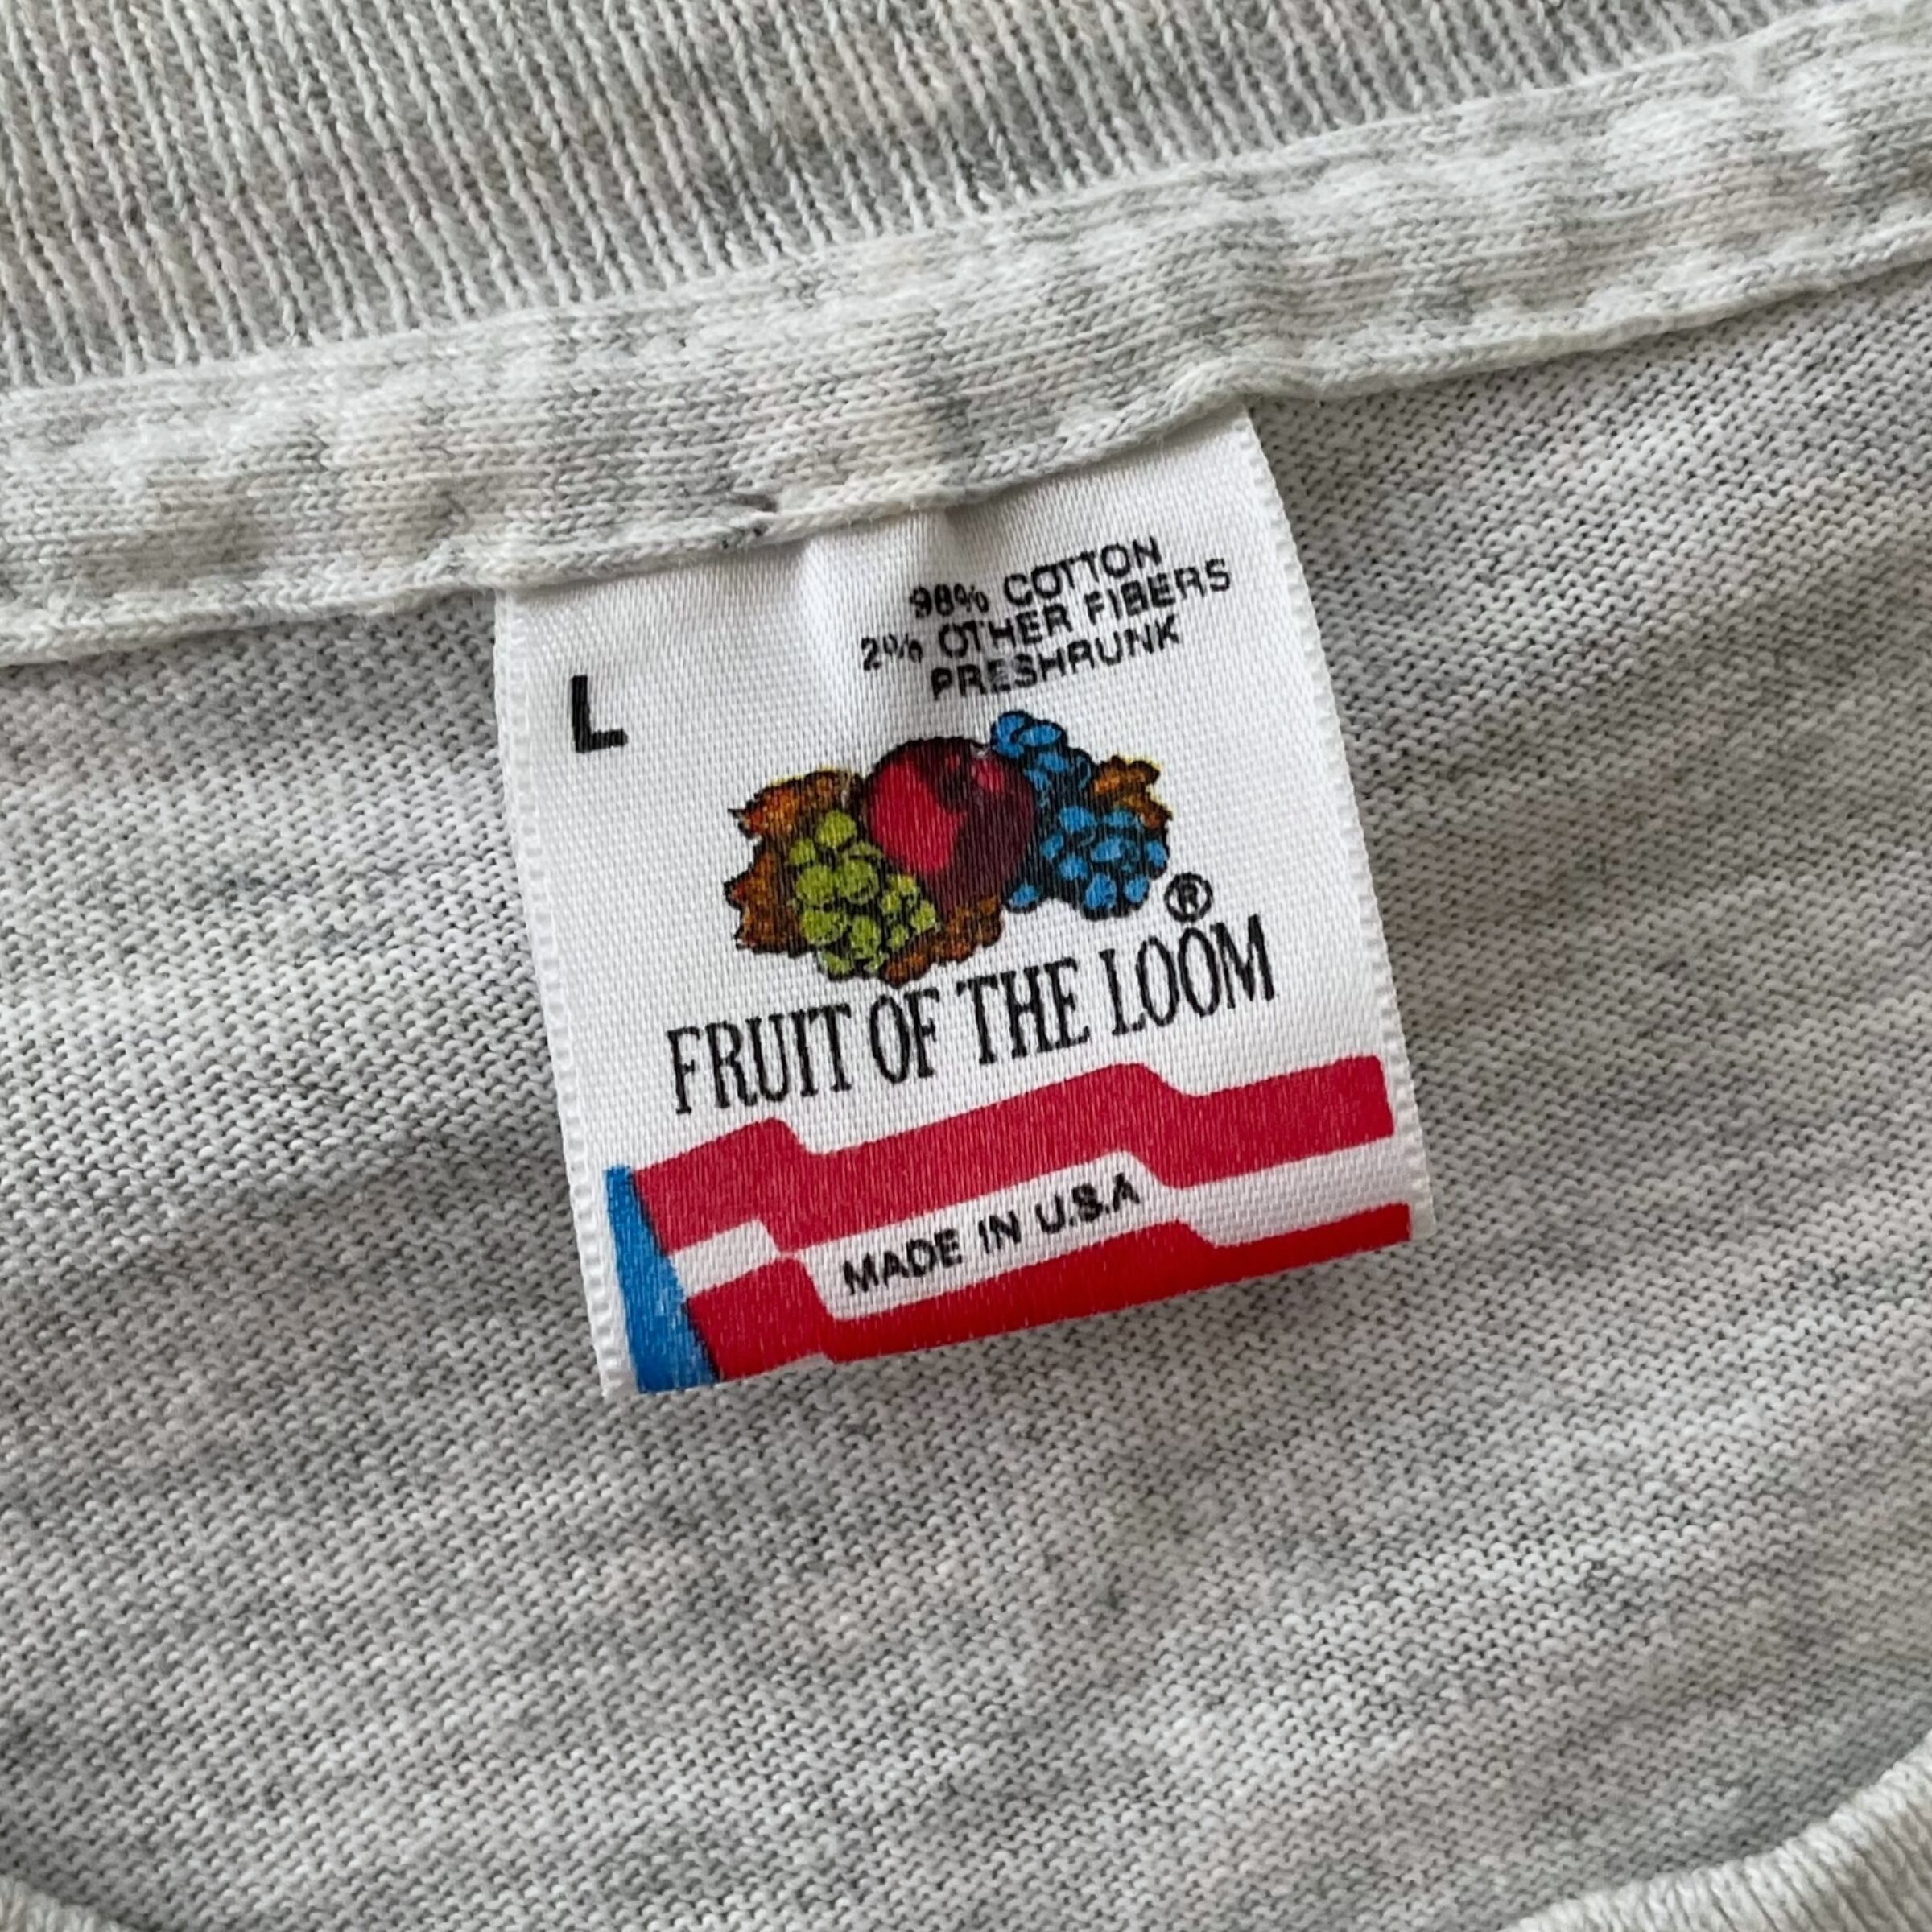 98% COTTON
2% OTHER FIBERS
PRESHRUNK
L
®
FRUIT OF THE LOOM
MADE IN U.S.A